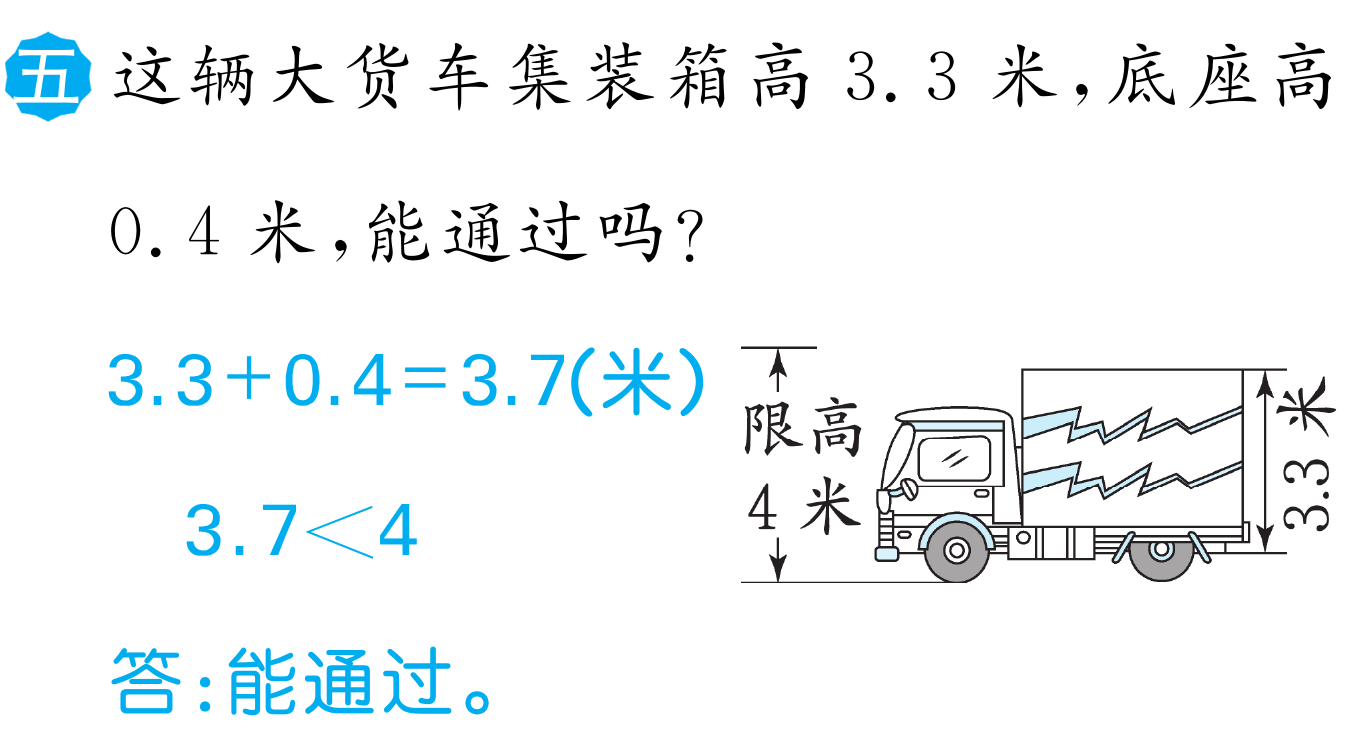 五 这辆大货车集装箱高 3.3 米,底座高
0.4 米,能通过吗?
3.3+0.4=3.7(米)
3.7<4
答:能通过。
限高
4 米
3.3 米